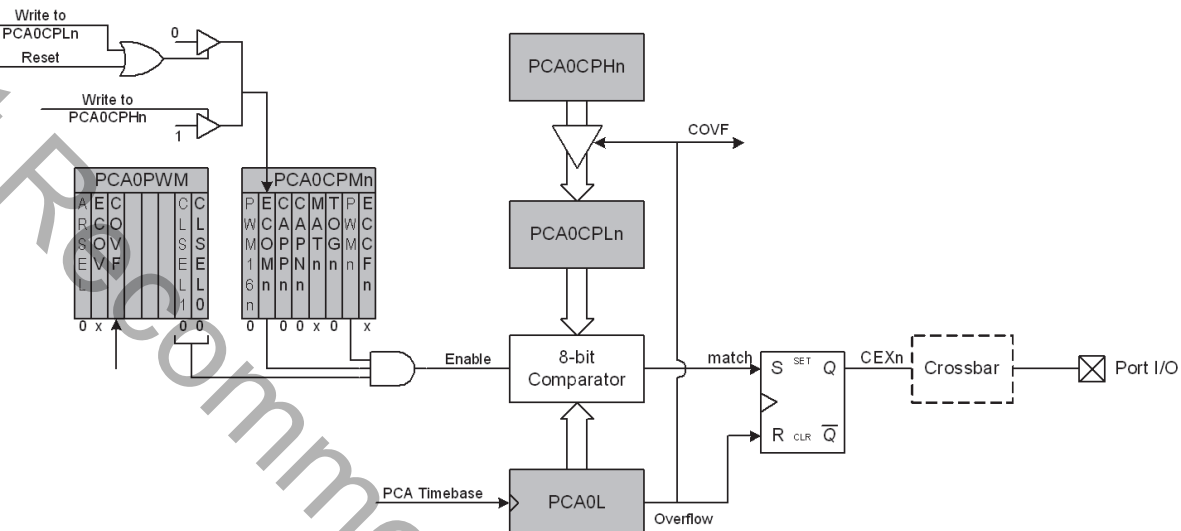 Write to
PCA0CPLn
Reset
0
Write to
PCA0CPHn
1
PCA0CPHn
COVF
PCA0PWM
ARSEL
ECOV
COVF
CLSEL1
CLSEL0
0 x 0 0
PCA0CPMn
PWM16n
ECOMn
CAPPn
CAPNn
MATn
TOGn
PWMn
ECCFn
0 0 0 x 0 x
PCA0CPLn
Enable
8-bit
Comparator
match
S SET Q
R CLR Q
CEXn
Crossbar
Port I/O
PCA Timebase
PCA0L
Overflow
Recomme